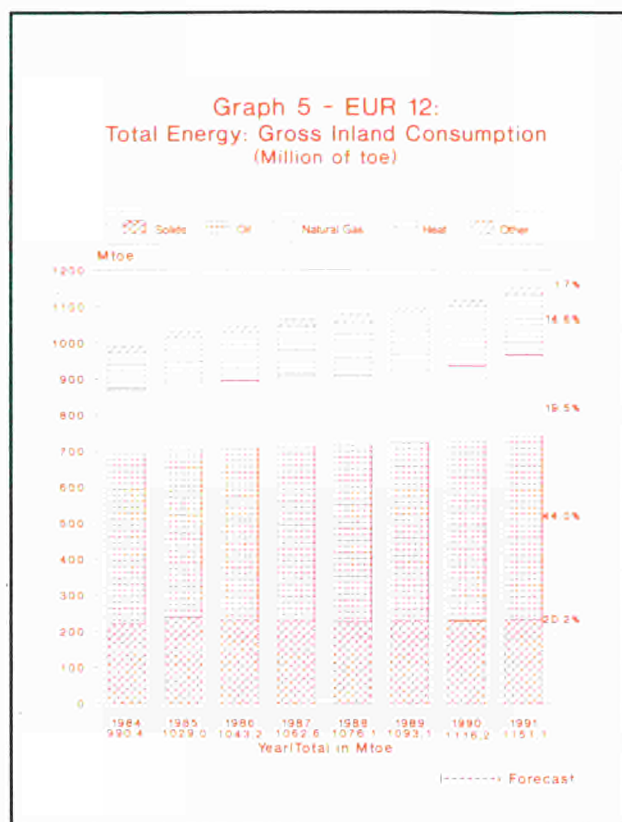 Graph 5 - EUR 12:
Total Energy: Gross Inland Consumption
(Million of toe)
Solids Oil Natural Gas Heat Other
Mtoe
1200
1100
1000
900
800
700
600
500
400
300
200
100
0
1.7%
14.6%
19.5%
44.0%
20.2%
1984 1985 1986 1987 1988 1989 1990 1991
990.4 1029.0 1043.2 1062.6 1076.1 1093.1 1116.2 1151.1
Year/Total in Mtoe
Forecast